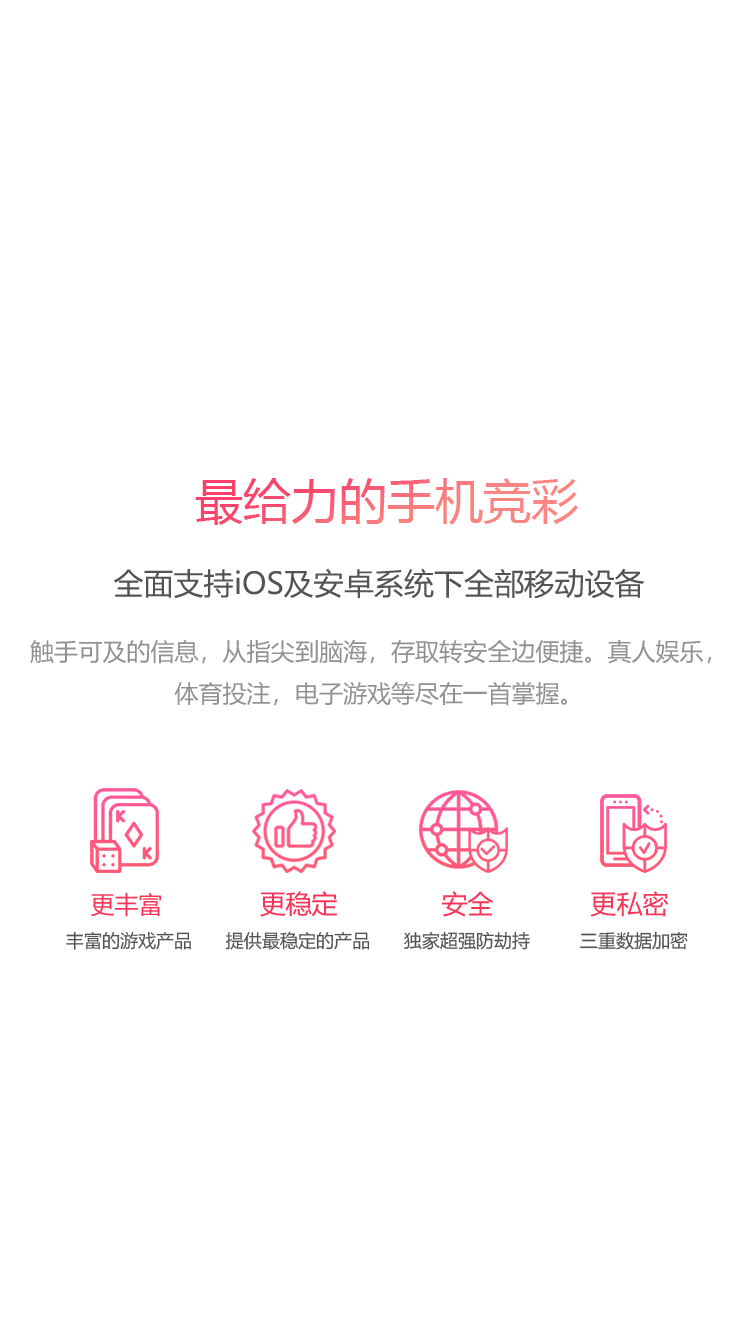 最给力的手机竞彩
全面支持iOS及安卓系统下全部移动设备
触手可及的信息，从指尖到脑海，存取转安全边便捷。真人娱乐，
体育投注，电子游戏等尽在一首掌握。
K
K
更丰富
更稳定
安全
更私密
丰富的游戏产品
提供最稳定的产品
独家超强防劫持
三重数据加密